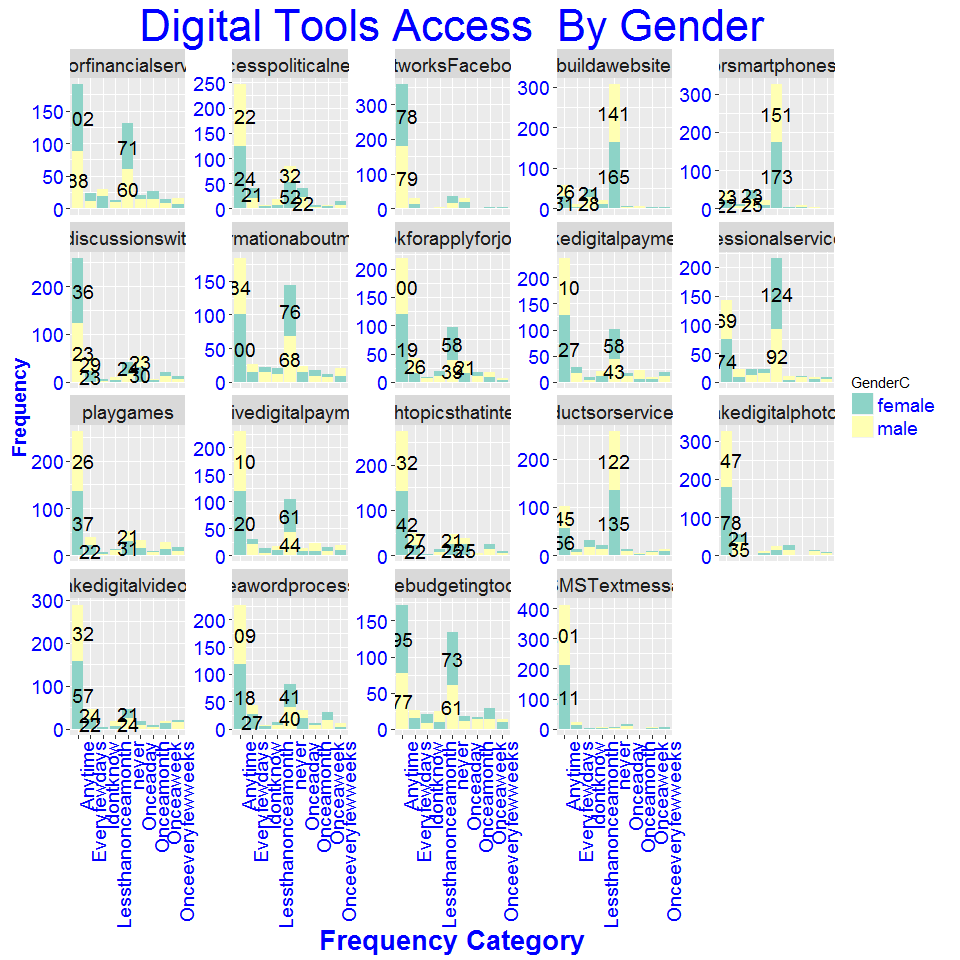 Digital Tools Access By Gender
orfinancialserv
cesspoliticalne
tworksFacebo
buildawebsite
orsmartphones
150
100
50
0
02
38
71
60
250
200
150
100
50
0
22
24
21
32
52
22
300
200
100
0
78
79
300
200
100
0
26
31
21
28
141
165
300
200
100
0
23
22
23
25
151
173
discussionswit
rmationaboutm
okforapplyforjo
kedigitalpayme
essionalservice
200
100
0
36
23
29
23
24
23
30
150
100
50
0
84
00
76
68
200
150
100
50
0
00
19
26
58
39
21
200
150
100
50
0
10
27
58
43
200
150
100
50
0
69
74
124
92
playgames
ivedigitalpaym
htopicsthatinte
ductsorservice
akedigitalphoto
200
100
0
26
37
22
21
31
200
150
100
50
0
10
20
61
44
200
100
0
32
42
27
22
21
25
25
200
100
0
45
56
122
135
300
200
100
0
47
78
21
35
akedigitalvideo
eawordprocess
ebudgetingtoo
SMSTextmessa
300
200
100
0
32
57
24
22
21
24
200
150
100
50
0
09
18
27
41
40
150
100
50
0
95
77
73
61
400
300
200
100
0
01
11
Anytime
Everyfewdays
Idontknow
Lessthanonceamonth
never
Onceaday
Onceamonth
Onceaweek
Onceeveryfewweeks
Anytime
Everyfewdays
Idontknow
Lessthanonceamonth
never
Onceaday
Onceamonth
Onceaweek
Onceeveryfewweeks
Anytime
Everyfewdays
Idontknow
Lessthanonceamonth
never
Onceaday
Onceamonth
Onceaweek
Onceeveryfewweeks
Anytime
Everyfewdays
Idontknow
Lessthanonceamonth
never
Onceaday
Onceamonth
Onceaweek
Onceeveryfewweeks
Frequency Category
Frequency
GenderC
female
male